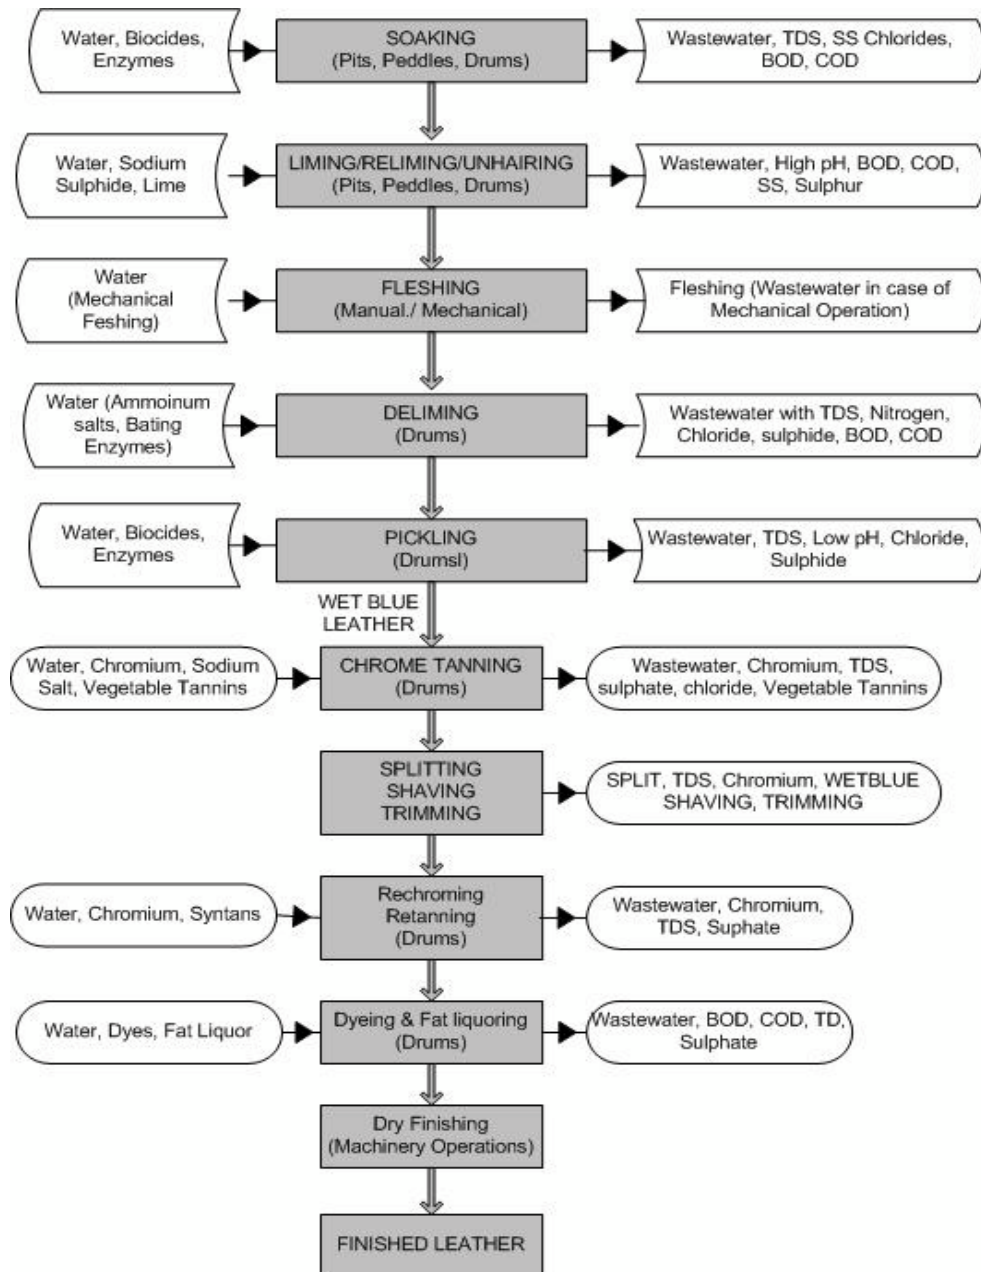 Water, Biocides,
Enzymes
SOAKING
(Pits, Peddles, Drums)
Wastewater, TDS, SS Chlorides,
BOD, COD
Water, Sodium
Sulphide, Lime
LIMING/RELIMING/UNHAIRING
(Pits, Peddles, Drums)
Wastewater, High pH, BOD, COD,
SS, Sulphur
Water
(Mechanical
Feshing)
FLESHING
(Manual./ Mechanical)
Fleshing (Wastewater in case of
Mechanical Operation)
Water (Ammoinum
salts, Bating
Enzymes)
DELIMING
(Drums)
Wastewater with TDS, Nitrogen,
Chloride, sulphide, BOD, COD
Water, Biocides,
Enzymes
PICKLING
(Drumsl)
Wastewater, TDS, Low pH, Chloride,
Sulphide
WET BLUE
LEATHER
Water, Chromium, Sodium
Salt, Vegetable Tannins
CHROME TANNING
(Drums)
Wastewater, Chromium, TDS,
sulphate, chloride, Vegetable Tannins
SPLITTING
SHAVING
TRIMMING
SPLIT, TDS, Chromium, WETBLUE
SHAVING, TRIMMING
Water, Chromium, Syntans
Rechroming
Retanning
(Drums)
Wastewater, Chromium,
TDS, Suphate
Water, Dyes, Fat Liquor
Dyeing & Fat liquoring
(Drums)
Wastewater, BOD, COD, TD,
Sulphate
Dry Finishing
(Machinery Operations)
FINISHED LEATHER